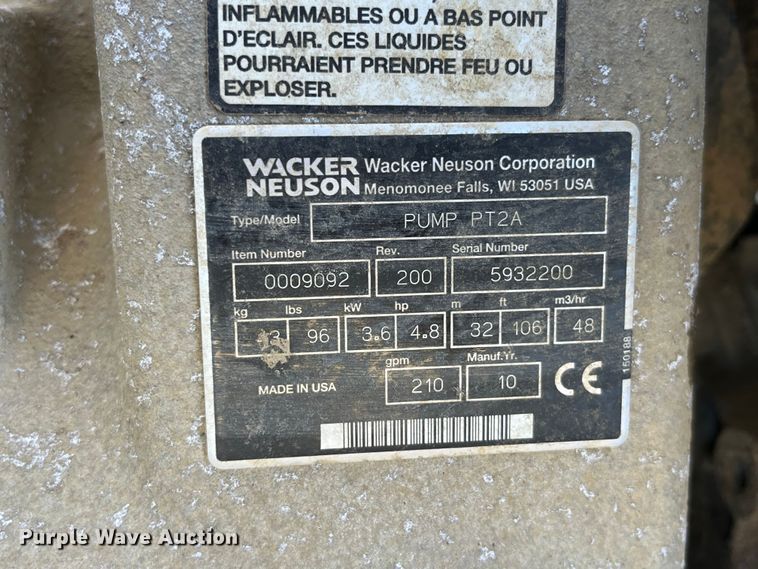 INFLAMMABLES OU A BAS POINT
D'ECLAIR. CES LIQUIDES
POURRAIENT PRENDRE FEU OU
EXPLOSER.
WACKER NEUSON
Wacker Neuson Corporation
Menomonee Falls, WI 53051 USA
Type/Model PUMP PT2A
Item Number Rev. Serial Number
0009092 200 5932200
kg lbs kW hp m ft m3/hr
96 3.6 4.8 32 106 48
gpm Manuf.Yr.
MADE IN USA 210 10 CE
150188
Purple Wave Auction